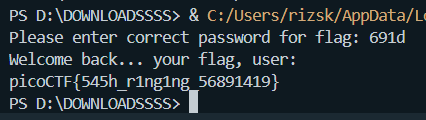 PS D:\DOWNLOADSSSS> & C:/Users/rizsk/AppData/Lo
Please enter correct password for flag: 691d
Welcome back... your flag, user:
picoCTF{545h_r1ng1ng_56891419}
PS D:\DOWNLOADSSSS>